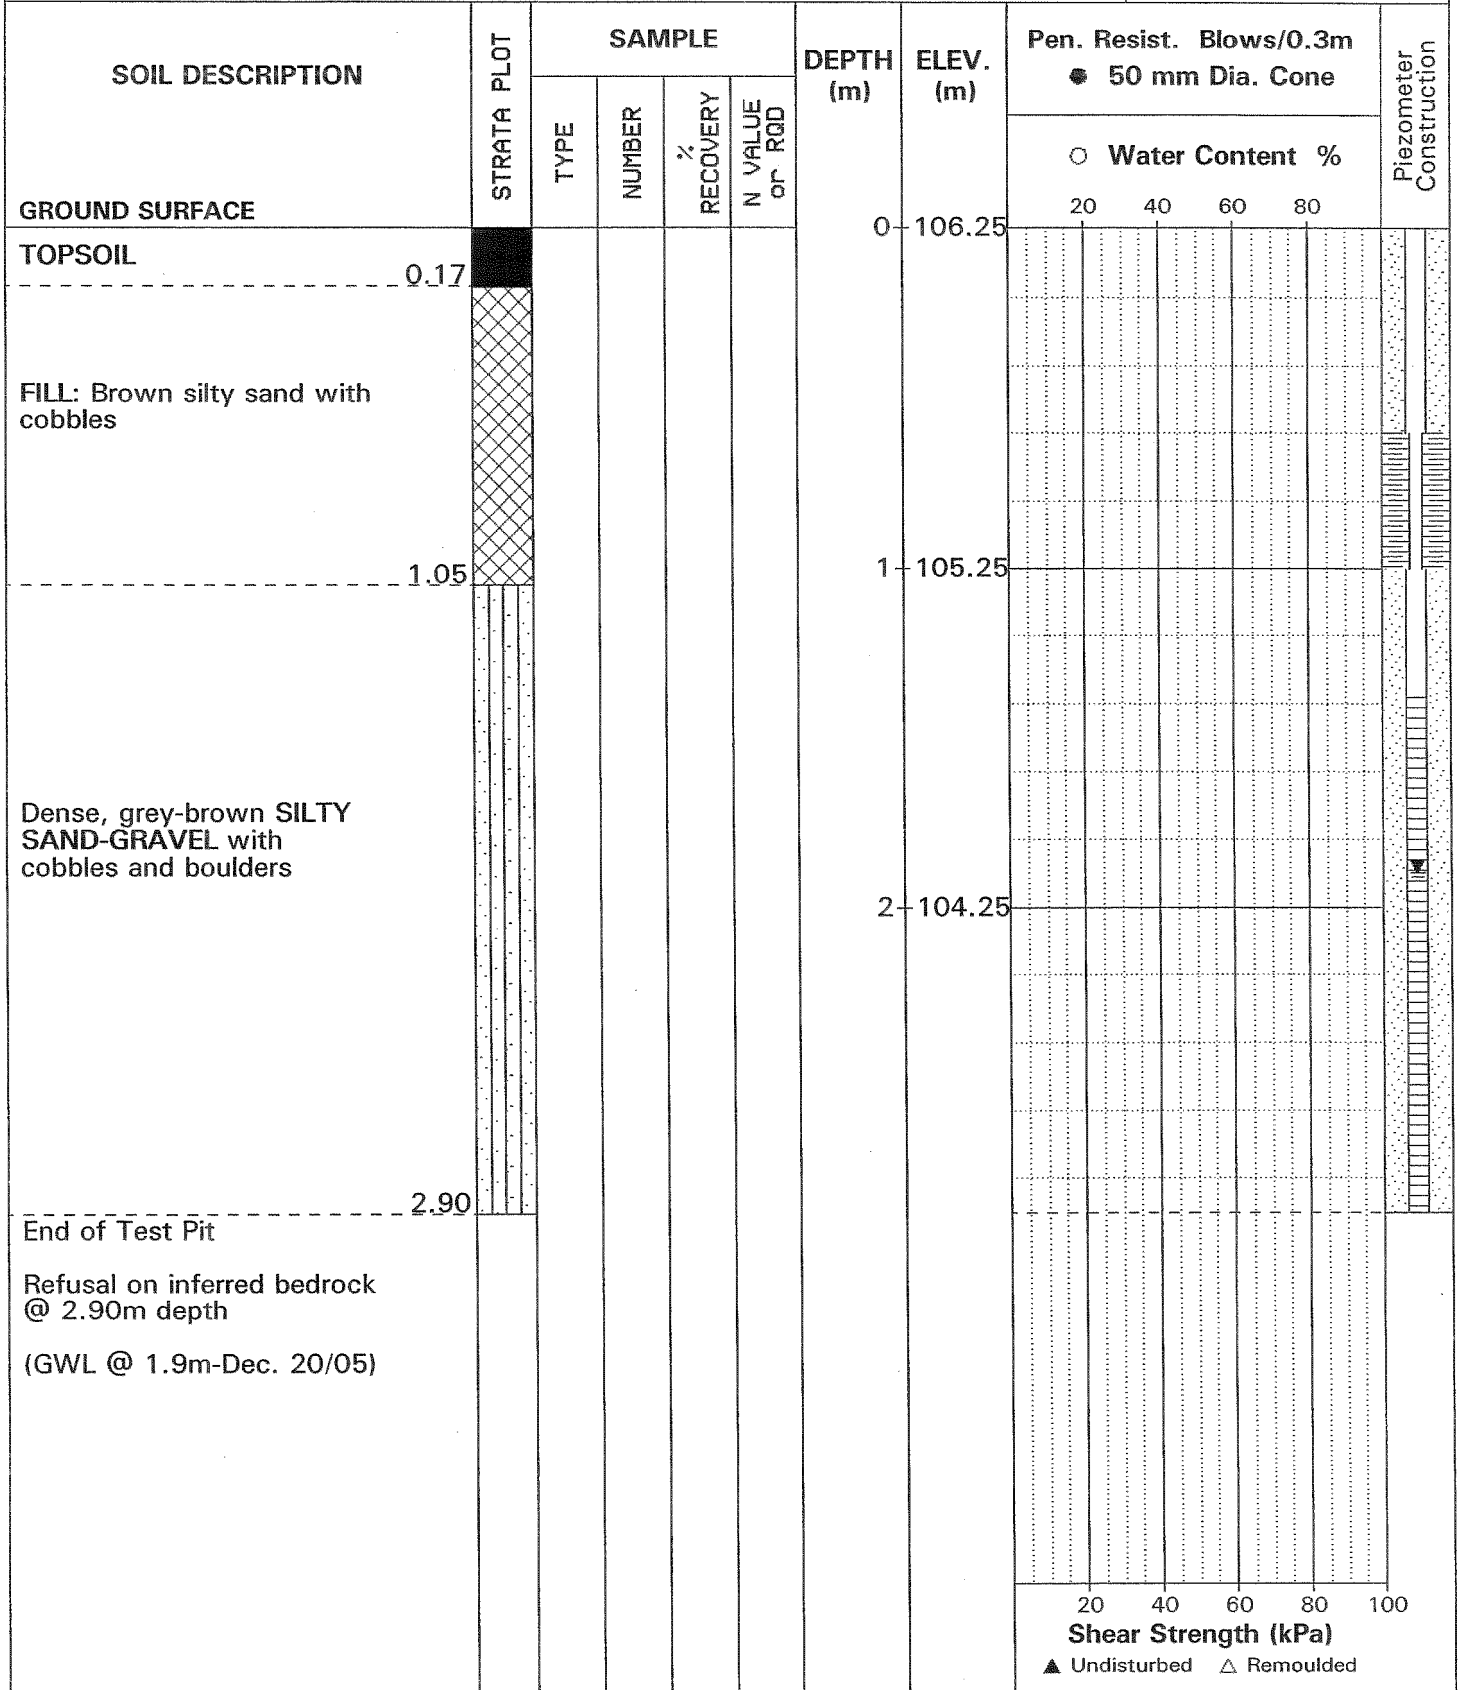 SOIL DESCRIPTION
GROUND SURFACE
STRATA PLOT
SAMPLE
TYPE
NUMBER
%
RECOVERY
N VALUE
or RQD
DEPTH
(m)
ELEV.
(m)
Pen. Resist. Blows/0.3m
● 50 mm Dia. Cone
○ Water Content %
20 40 60 80
Piezometer
Construction
0 106.25
TOPSOIL
0.17
FILL: Brown silty sand with
cobbles
1 105.25
1.05
Dense, grey-brown SILTY
SAND-GRAVEL with
cobbles and boulders
2 104.25
2.90
End of Test Pit
Refusal on inferred bedrock
@ 2.90m depth
(GWL @ 1.9m-Dec. 20/05)
20 40 60 80 100
Shear Strength (kPa)
▲ Undisturbed △ Remoulded